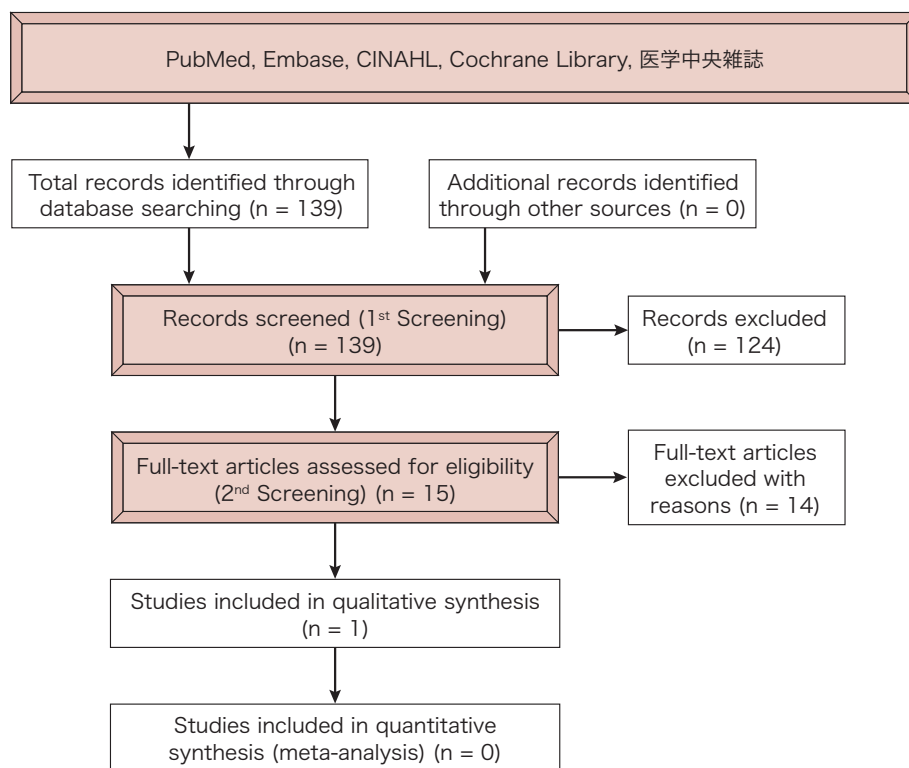 PubMed, Embase, CINAHL, Cochrane Library, 医学中央雑誌
Total records identified through
database searching (n = 139)
Additional records identified
through other sources (n = 0)
Records screened (1st Screening)
(n = 139)
Records excluded
(n = 124)
Full-text articles assessed for eligibility
(2nd Screening) (n = 15)
Full-text articles
excluded with
reasons (n = 14)
Studies included in qualitative synthesis
(n = 1)
Studies included in quantitative
synthesis (meta-analysis) (n = 0)